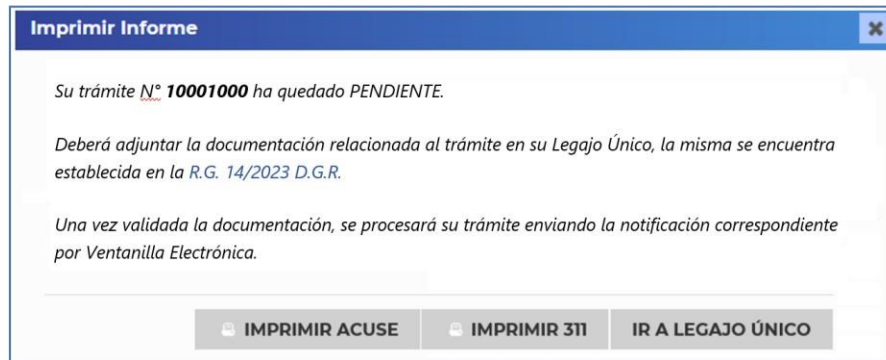 Imprimir Informe
Su trámite N° 10001000 ha quedado PENDIENTE.
Deberá adjuntar la documentación relacionada al trámite en su Legajo Único, la misma se encuentra
establecida en la R.G. 14/2023 D.G.R.
Una vez validada la documentación, se procesará su trámite enviando la notificación correspondiente
por Ventanilla Electrónica.
IMPRIMIR ACUSE IMPRIMIR 311 IR A LEGAJO ÚNICO